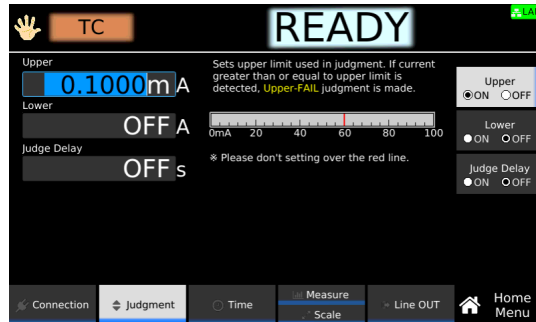 TC
READY
LAN
Upper
0.1000m A
Lower
OFF A
Judge Delay
OFF s
Sets upper limit used in judgment. If current
greater than or equal to upper limit is
detected, Upper-FAIL judgment is made.
0mA 20 40 60 80 100
※ Please don't setting over the red line.
Upper
ON OFF
Lower
ON OFF
Judge Delay
ON OFF
Connection
Judgment
Time
Measure
Scale
Line OUT
Home
Menu